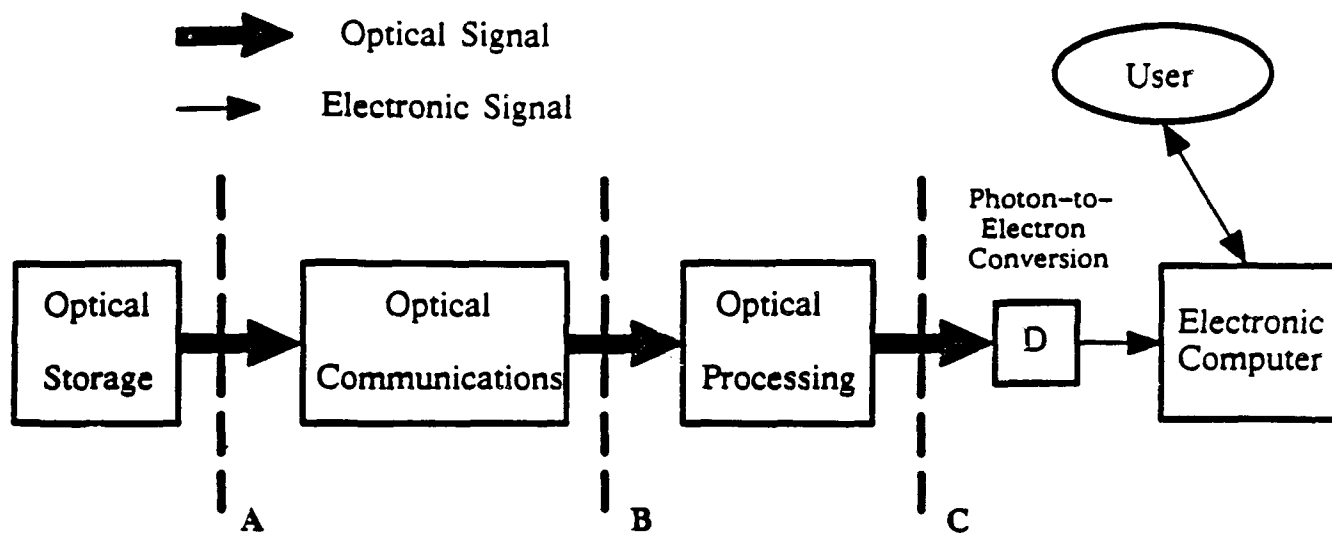 Optical Signal
Electronic Signal
User
Photon-to-
Electron
Conversion
Optical
Storage
Optical
Communications
Optical
Processing
D
Electronic
Computer
A
B
C